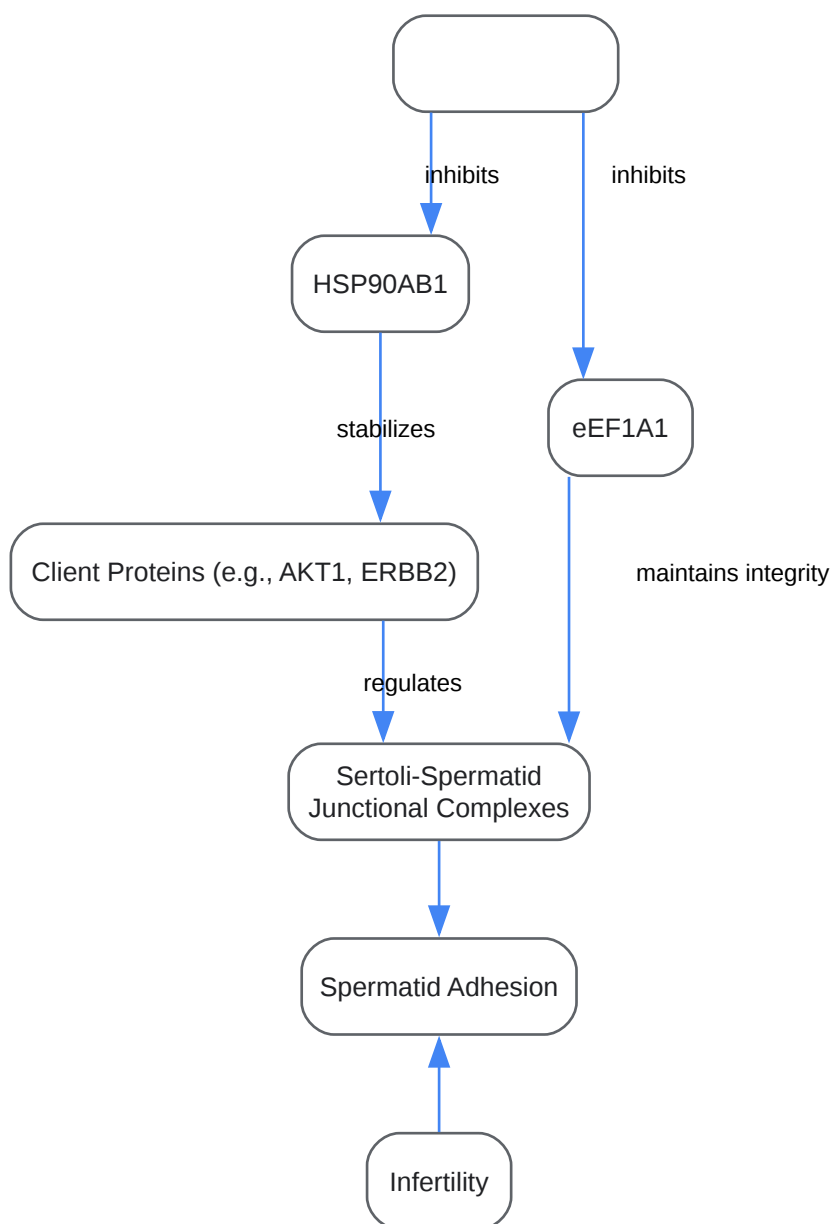 inhibits
inhibits
HSP90AB1
eEF1A1
stabilizes
Client Proteins (e.g., AKT1, ERBB2)
maintains integrity
regulates
Sertoli-Spermatid
Junctional Complexes
Spermatid Adhesion
Infertility